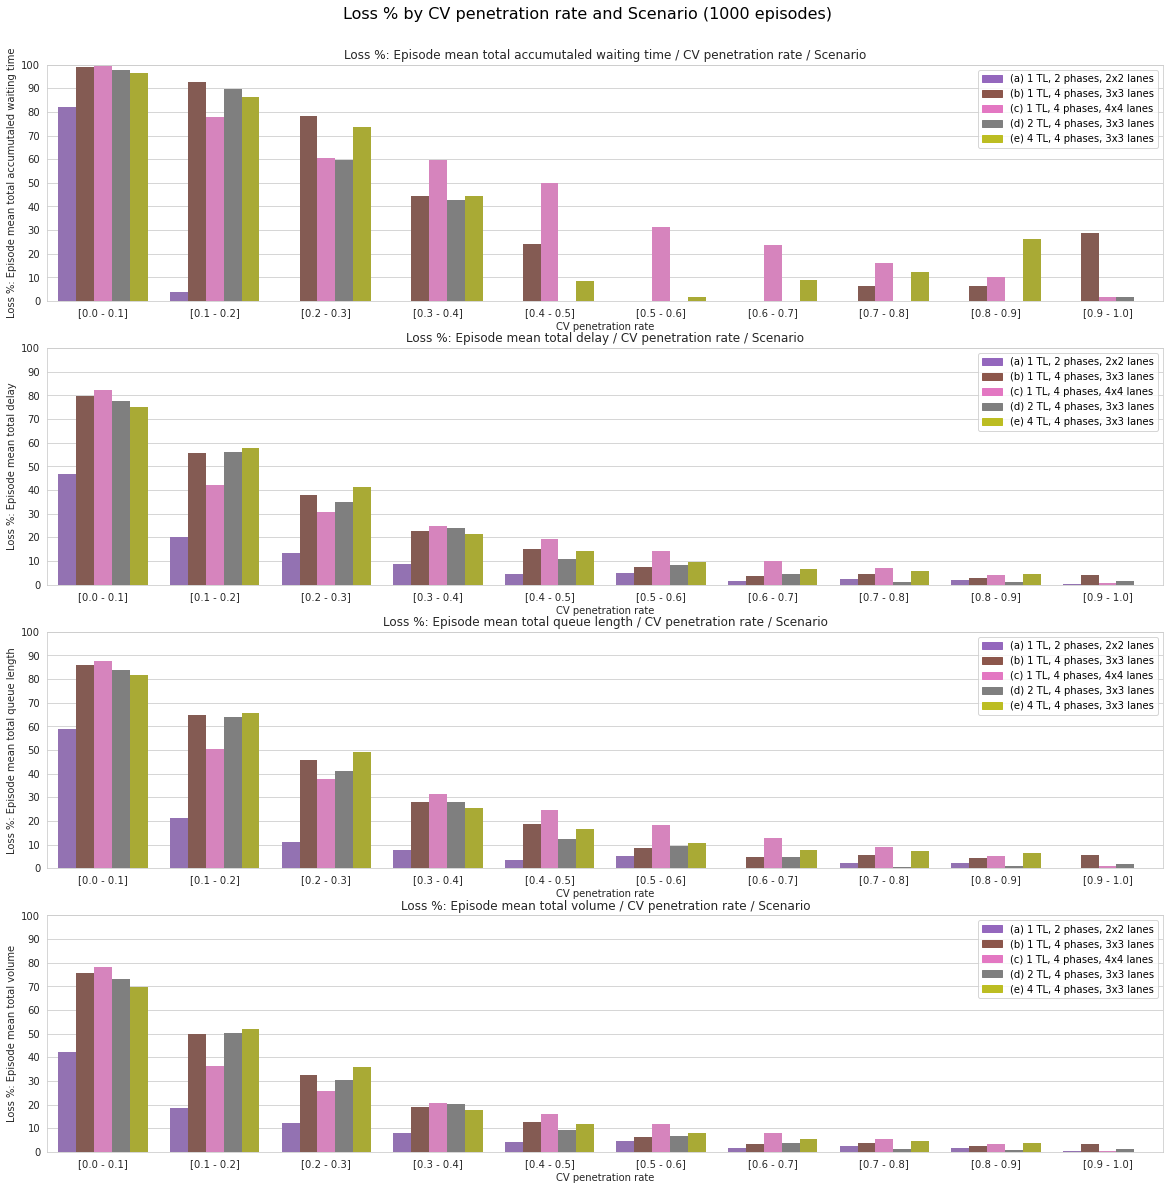 Loss % by CV penetration rate and Scenario (1000 episodes)
Loss %: Episode mean total accumutaled waiting time / CV penetration rate / Scenario
Loss %: Episode mean total accumutaled waiting time
100
90
80
70
60
50
40
30
20
10
0
(a) 1 TL, 2 phases, 2x2 lanes
(b) 1 TL, 4 phases, 3x3 lanes
(c) 1 TL, 4 phases, 4x4 lanes
(d) 2 TL, 4 phases, 3x3 lanes
(e) 4 TL, 4 phases, 3x3 lanes
[0.0 - 0.1] [0.1 - 0.2] [0.2 - 0.3] [0.3 - 0.4] [0.4 - 0.5] [0.5 - 0.6] [0.6 - 0.7] [0.7 - 0.8] [0.8 - 0.9] [0.9 - 1.0]
CV penetration rate
Loss %: Episode mean total delay / CV penetration rate / Scenario
Loss %: Episode mean total delay
100
90
80
70
60
50
40
30
20
10
0
(a) 1 TL, 2 phases, 2x2 lanes
(b) 1 TL, 4 phases, 3x3 lanes
(c) 1 TL, 4 phases, 4x4 lanes
(d) 2 TL, 4 phases, 3x3 lanes
(e) 4 TL, 4 phases, 3x3 lanes
[0.0 - 0.1] [0.1 - 0.2] [0.2 - 0.3] [0.3 - 0.4] [0.4 - 0.5] [0.5 - 0.6] [0.6 - 0.7] [0.7 - 0.8] [0.8 - 0.9] [0.9 - 1.0]
CV penetration rate
Loss %: Episode mean total queue length / CV penetration rate / Scenario
Loss %: Episode mean total queue length
100
90
80
70
60
50
40
30
20
10
0
(a) 1 TL, 2 phases, 2x2 lanes
(b) 1 TL, 4 phases, 3x3 lanes
(c) 1 TL, 4 phases, 4x4 lanes
(d) 2 TL, 4 phases, 3x3 lanes
(e) 4 TL, 4 phases, 3x3 lanes
[0.0 - 0.1] [0.1 - 0.2] [0.2 - 0.3] [0.3 - 0.4] [0.4 - 0.5] [0.5 - 0.6] [0.6 - 0.7] [0.7 - 0.8] [0.8 - 0.9] [0.9 - 1.0]
CV penetration rate
Loss %: Episode mean total volume / CV penetration rate / Scenario
Loss %: Episode mean total volume
100
90
80
70
60
50
40
30
20
10
0
(a) 1 TL, 2 phases, 2x2 lanes
(b) 1 TL, 4 phases, 3x3 lanes
(c) 1 TL, 4 phases, 4x4 lanes
(d) 2 TL, 4 phases, 3x3 lanes
(e) 4 TL, 4 phases, 3x3 lanes
[0.0 - 0.1] [0.1 - 0.2] [0.2 - 0.3] [0.3 - 0.4] [0.4 - 0.5] [0.5 - 0.6] [0.6 - 0.7] [0.7 - 0.8] [0.8 - 0.9] [0.9 - 1.0]
CV penetration rate